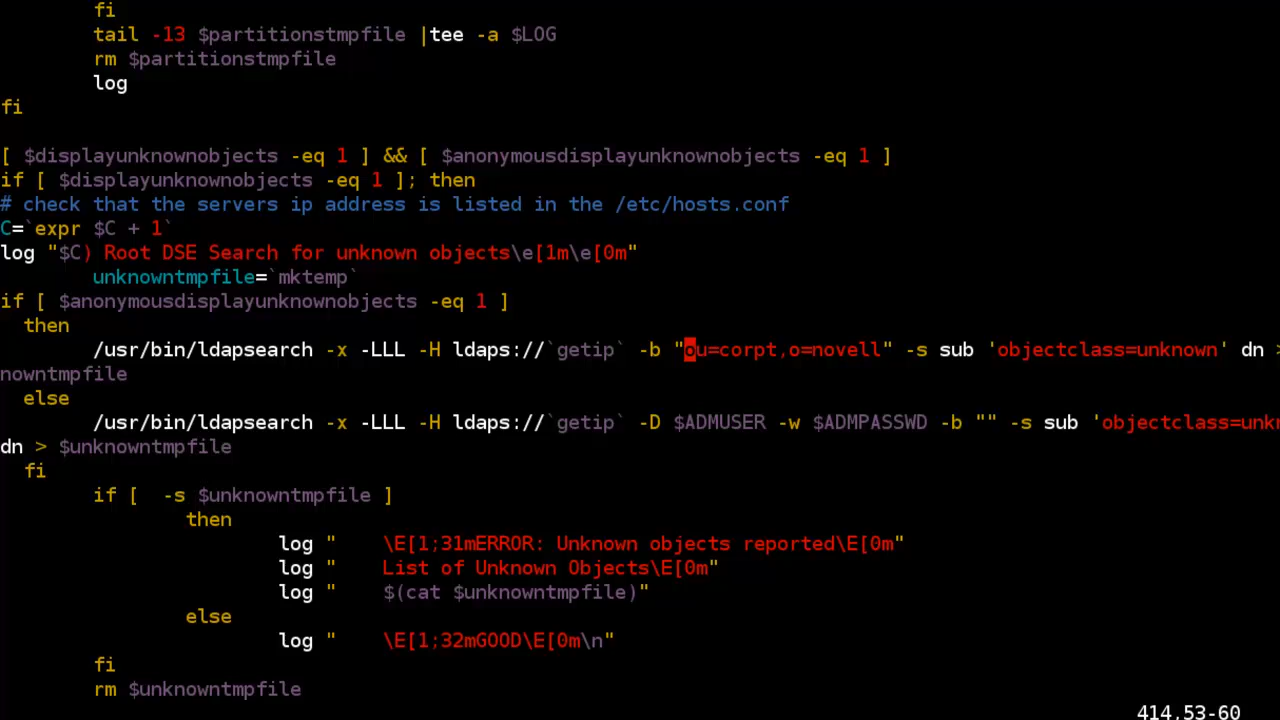 fi
        tail -13 $partitionstmpfile |tee -a $LOG
        rm $partitionstmpfile
        log
fi

[ $displayunknownobjects -eq 1 ] && [ $anonymousdisplayunknownobjects -eq 1 ]
if [ $displayunknownobjects -eq 1 ]; then
# check that the servers ip address is listed in the /etc/hosts.conf
C=`expr $C + 1`
log "$C) Root DSE Search for unknown objects\e[1m\e[0m"
        unknowntmpfile=`mktemp`
if [ $anonymousdisplayunknownobjects -eq 1 ]
  then
        /usr/bin/ldapsearch -x -LLL -H ldaps://`getip` -b "ou=corpt,o=novell" -s sub 'objectclass=unknown' dn >
nowntmpfile
  else
        /usr/bin/ldapsearch -x -LLL -H ldaps://`getip` -D $ADMUSER -w $ADMPASSWD -b "" -s sub 'objectclass=unkn
dn > $unknowntmpfile
  fi
        if [  -s $unknowntmpfile ]
                then
                        log "    \E[1;31mERROR: Unknown objects reported\E[0m"
                        log "    List of Unknown Objects\E[0m"
                        log "    $(cat $unknowntmpfile)"
                else
                        log "    \E[1;32mGOOD\E[0m\n"
        fi
        rm $unknowntmpfile
414,53-60